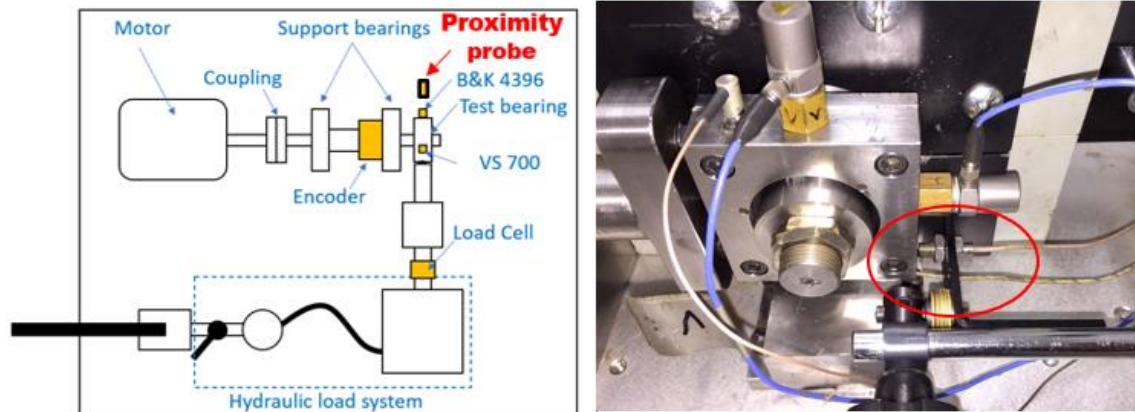 Motor
Support bearings
Proximity
probe
Coupling
B&K 4396
Test bearing
VS 700
Encoder
Load Cell
Hydraulic load system